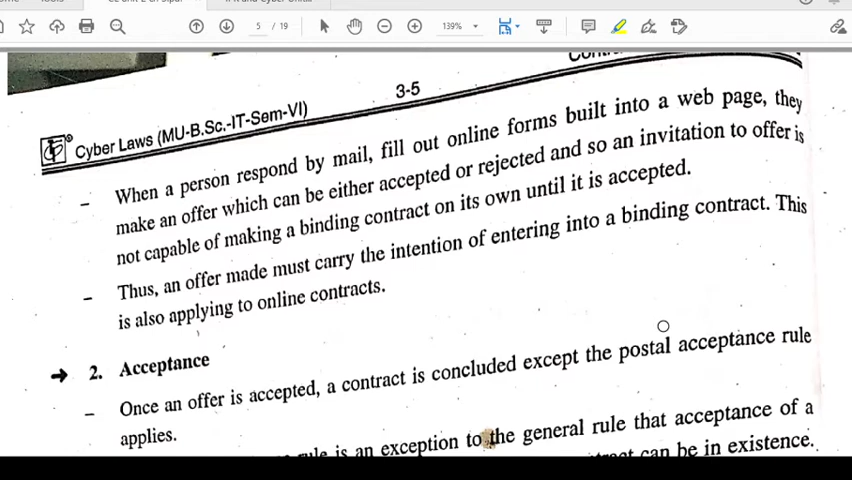 5 / 19
139%
3-5
Cyber Laws (MU-B.Sc.-IT-Sem-VI)
- When a person respond by mail, fill out online forms built into a web page, they
make an offer which can be either accepted or rejected and so an invitation to offer is
not capable of making a binding contract on its own until it is accepted.
- Thus, an offer made must carry the intention of entering into a binding contract. This
is also applying to online contracts.
→ 2. Acceptance
- Once an offer is accepted, a contract is concluded except the postal acceptance rule
applies.
rule is an exception to the general rule that acceptance of a
can be in existence.